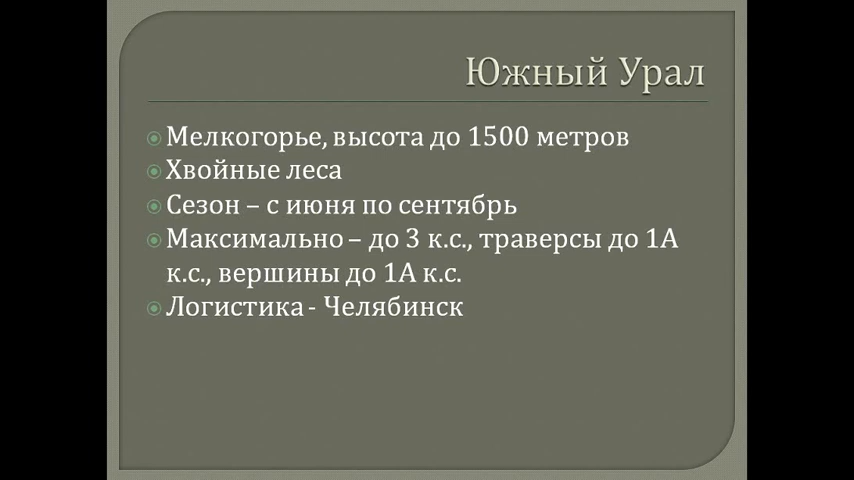 Южный Урал
Мелкогорье, высота до 1500 метров
Хвойные леса
Сезон – с июня по сентябрь
Максимально – до 3 к.с., траверсы до 1А
к.с., вершины до 1А к.с.
Логистика - Челябинск